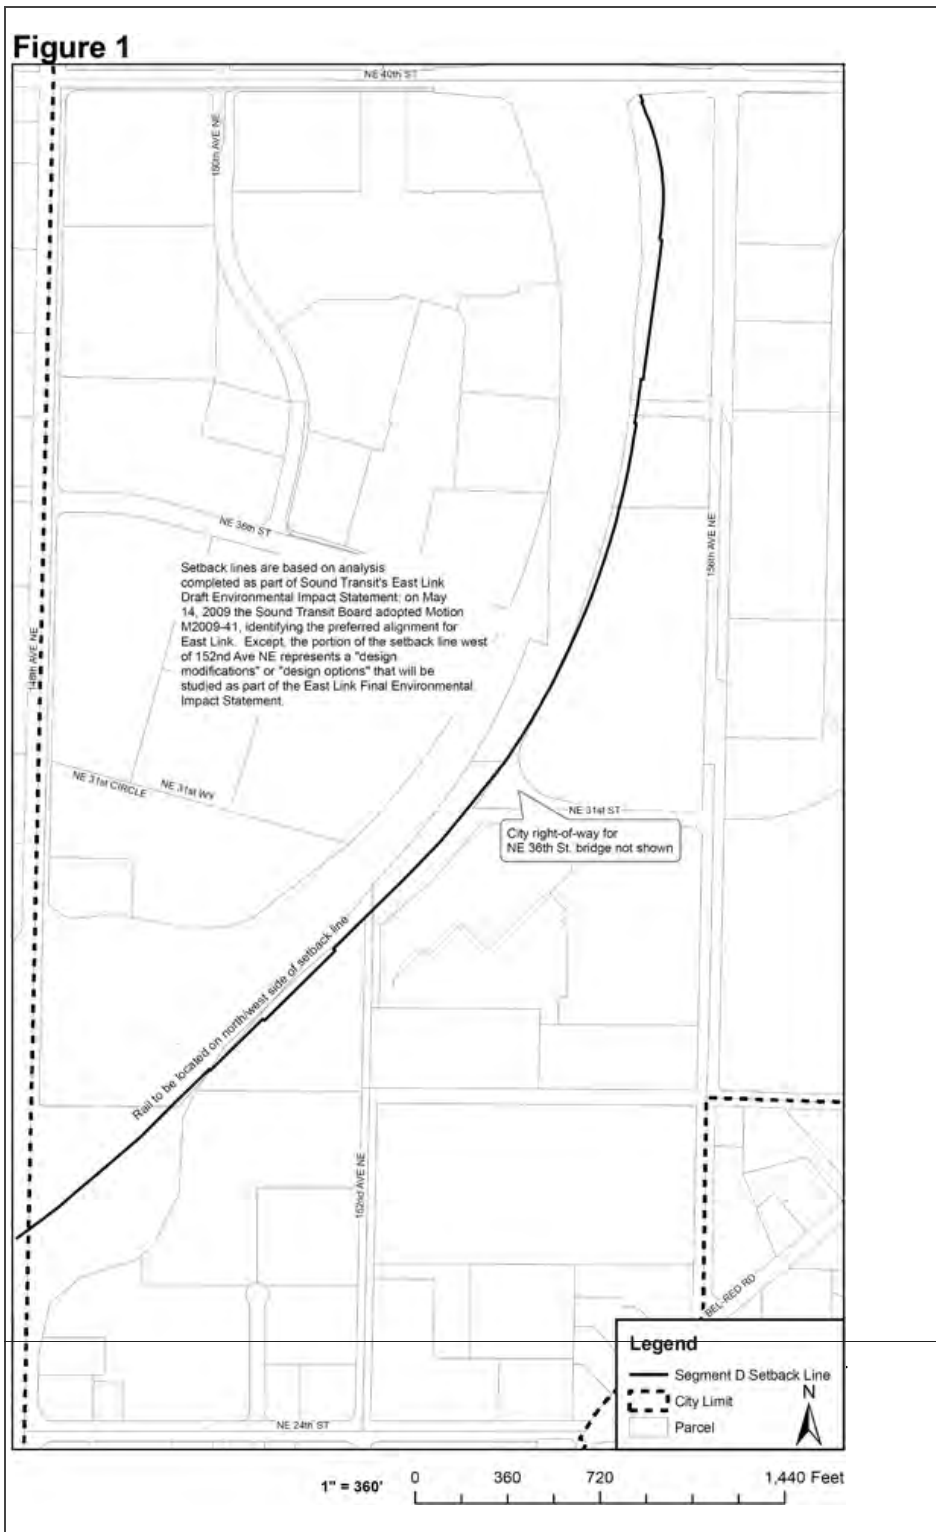 Figure 1
NE 40th ST
150th AVE NE
NE 36th ST
156th AVE NE
Setback lines are based on analysis
completed as part of Sound Transit's East Link
Draft Environmental Impact Statement; on May
14, 2009 the Sound Transit Board adopted Motion
M2009-41, identifying the preferred alignment for
East Link. Except, the portion of the setback line west
of 152nd Ave NE represents a "design
modifications" or "design options" that will be
studied as part of the East Link Final Environmental
Impact Statement.
148th AVE NE
NE 31st CIRCLE
NE 31st WY
NE 31st ST
City right-of-way for
NE 36th St. bridge not shown
Rail to be located on north/west side of setback line
152nd AVE NE
BEL-RED RD
NE 24th ST
Legend
Segment D Setback Line
City Limit
Parcel
N
1" = 360'
0 360 720 1,440 Feet